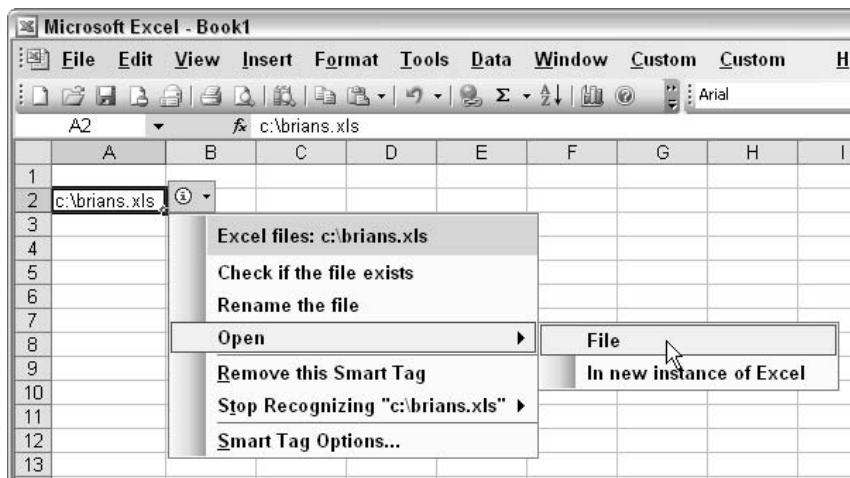 Microsoft Excel - Book1
File Edit View Insert Format Tools Data Window Custom Custom H
Σ Arial
A2 fx c:\brians.xls
A B C D E F G H I
1
2 c:\brians.xls
3
Excel files: c:\brians.xls
4
5 Check if the file exists
6 Rename the file
7
8 Open File
9 Remove this Smart Tag In new instance of Excel
10
11 Stop Recognizing "c:\brians.xls"
12 Smart Tag Options...
13